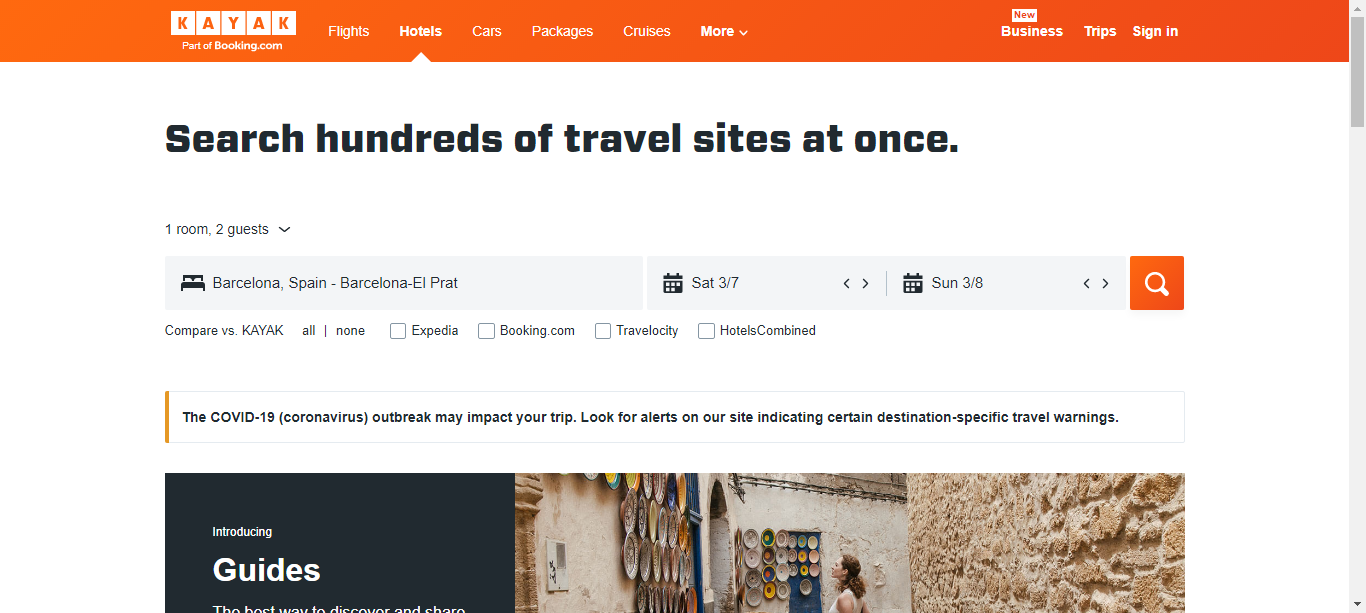 KAYAK
Part of Booking.com
Flights Hotels Cars Packages Cruises More
New
Business Trips Sign in
Search hundreds of travel sites at once.
1 room, 2 guests
Barcelona, Spain - Barcelona-El Prat Sat 3/7 Sun 3/8
Compare vs. KAYAK all | none Expedia Booking.com Travelocity HotelsCombined
The COVID-19 (coronavirus) outbreak may impact your trip. Look for alerts on our site indicating certain destination-specific travel warnings.
Introducing
Guides
The best way to discover and share